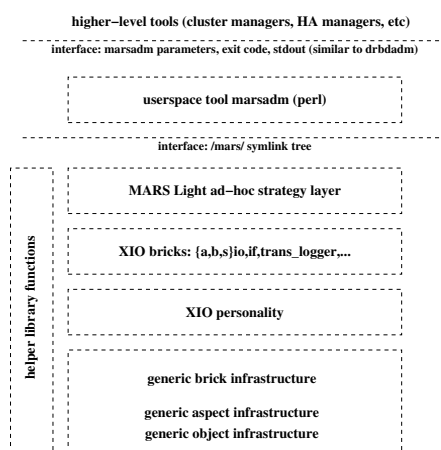 higher−level tools (cluster managers, HA managers, etc)
interface: marsadm parameters, exit code, stdout (similar to drbdadm)
userspace tool marsadm (perl)
interface: /mars/ symlink tree
helper library functions
MARS Light ad−hoc strategy layer
XIO bricks: {a,b,s}io,if,trans_logger,...
XIO personality
generic brick infrastructure
generic aspect infrastructure
generic object infrastructure